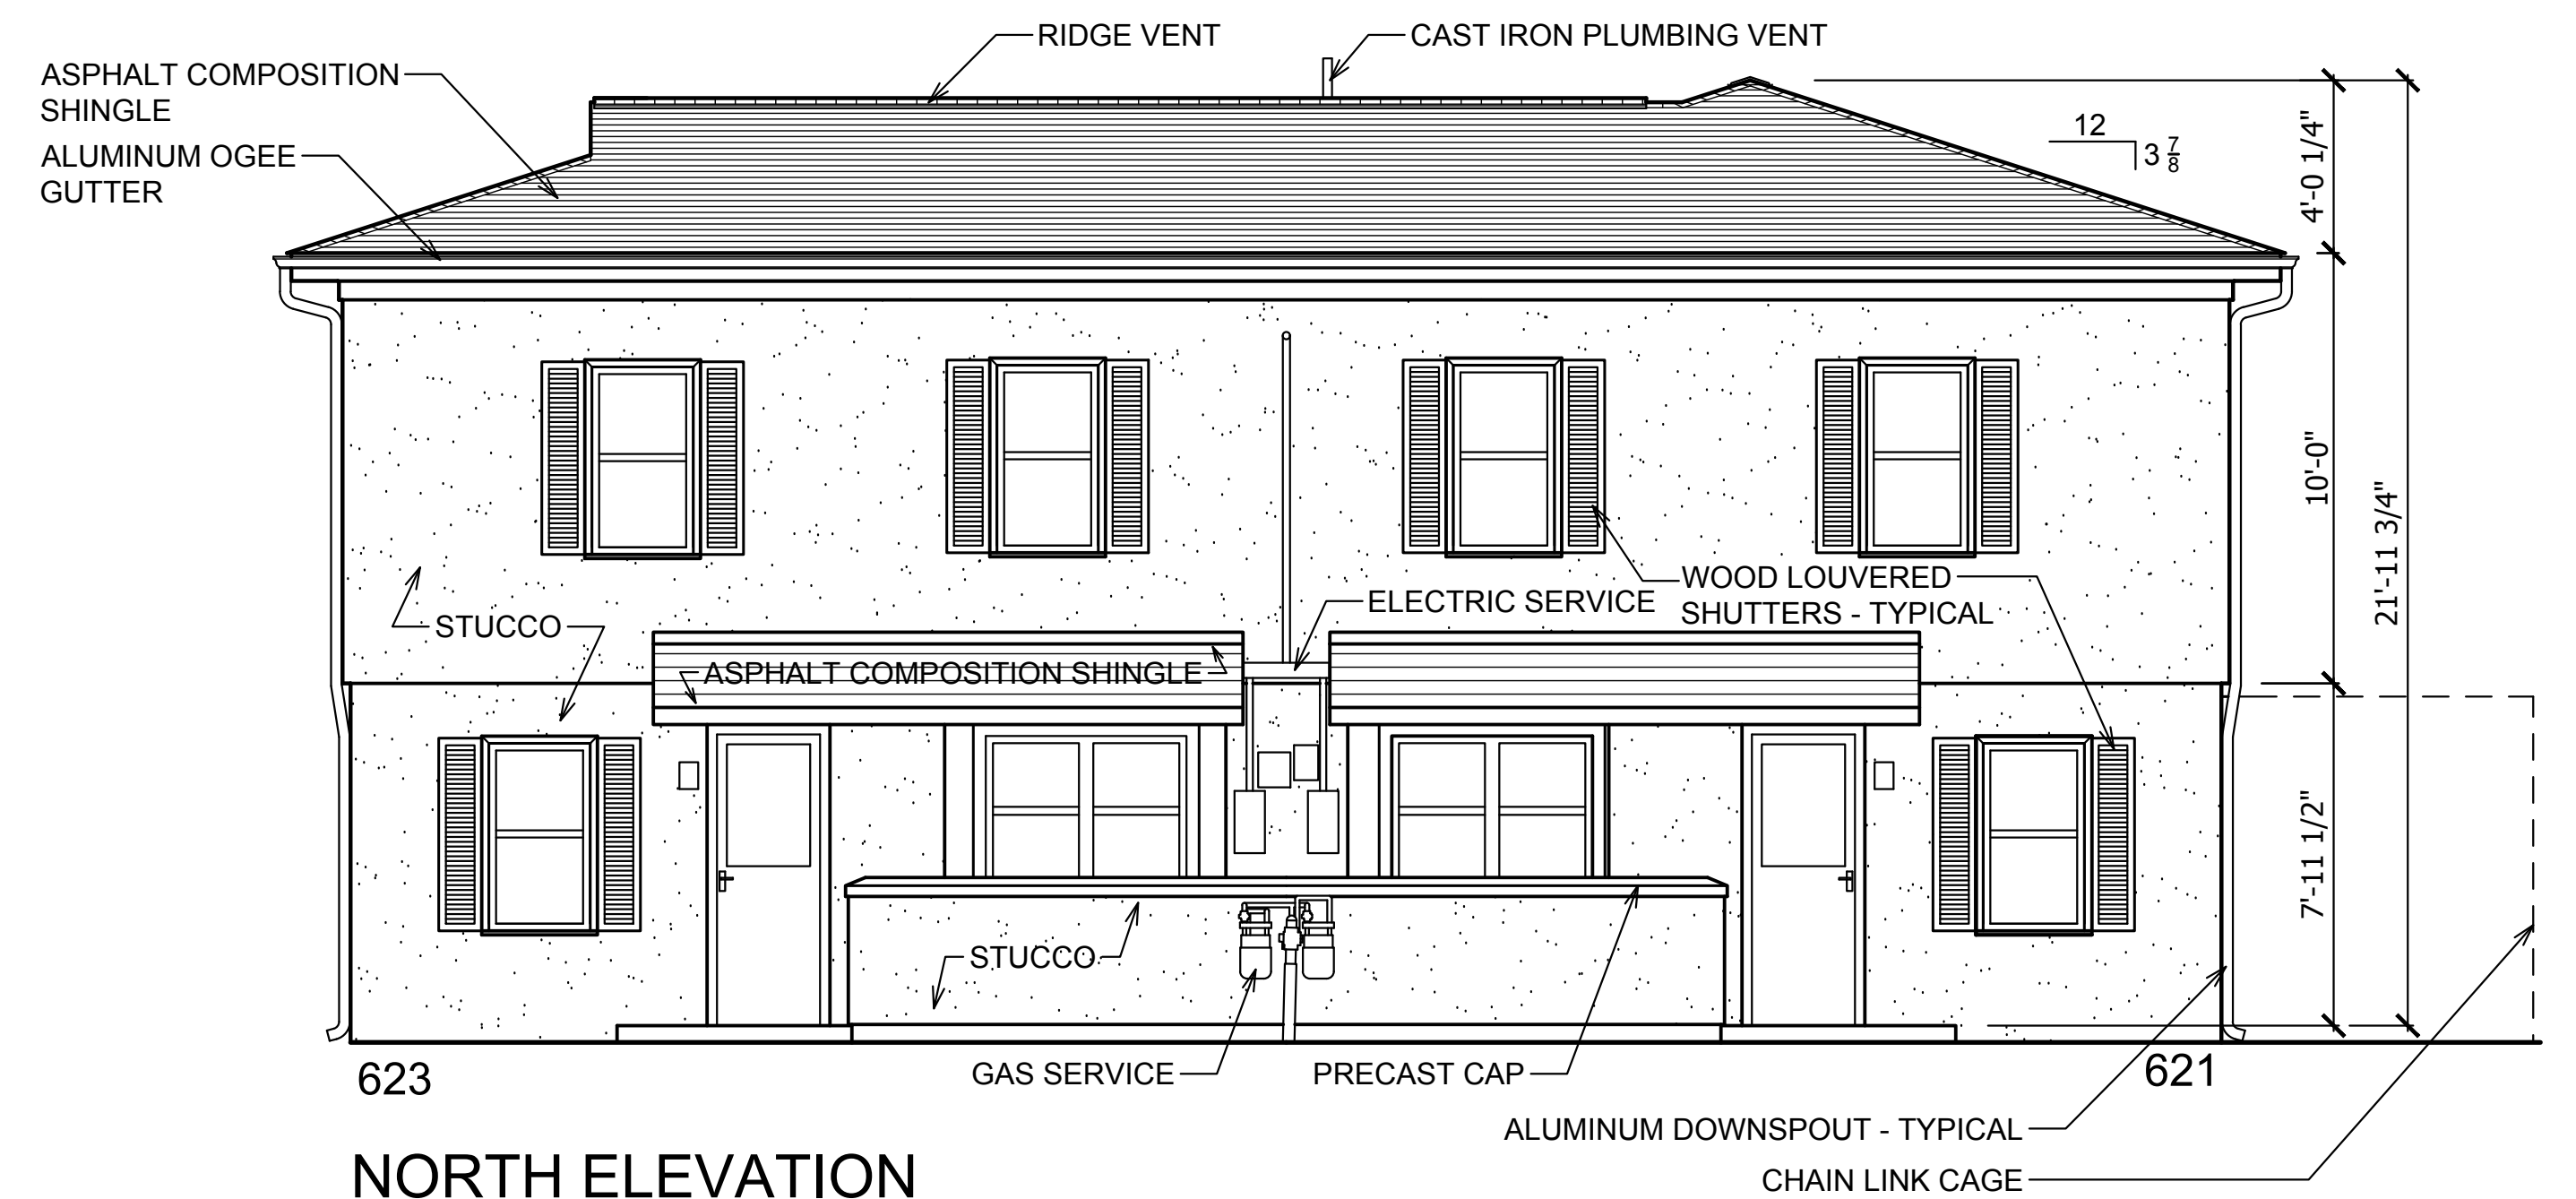 RIDGE VENT
CAST IRON PLUMBING VENT
ASPHALT COMPOSITION
SHINGLE
ALUMINUM OGEE
GUTTER
12
3 7/8
4'-0 1/4"
10'-0"
21'-11 3/4"
7'-11 1/2"
WOOD LOUVERED
SHUTTERS - TYPICAL
ELECTRIC SERVICE
STUCCO
ASPHALT COMPOSITION SHINGLE
STUCCO
GAS SERVICE
PRECAST CAP
623
621
ALUMINUM DOWNSPOUT - TYPICAL
CHAIN LINK CAGE
NORTH ELEVATION